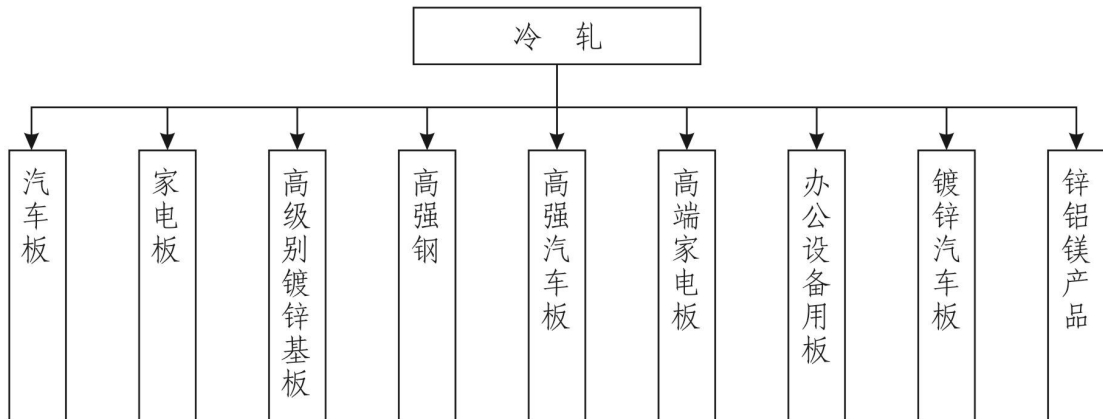 冷 轧
汽车板
家电板
高级别镀锌基板
高强钢
高强汽车板
高端家电板
办公设备用板
镀锌汽车板
锌铝镁产品